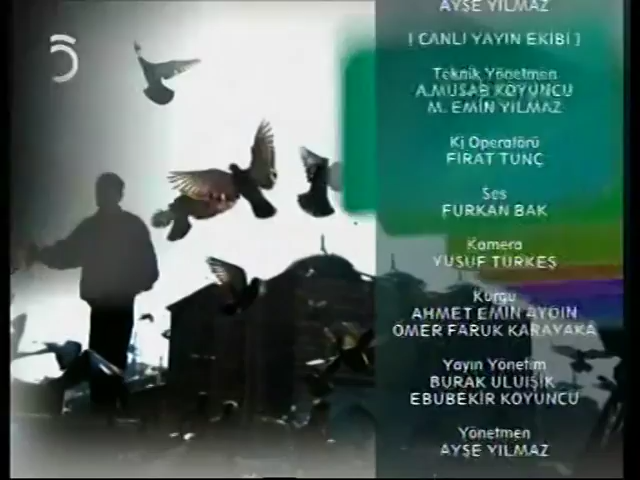 AYŞE YILMAZ
[ CANLI YAYIN EKİBİ ]
Teknik Yönetmen
A.MUSAB KOYUNCU
M. EMİN YILMAZ
Kj Operatörü
FIRAT TUNÇ
Ses
FURKAN BAK
Kamera
YUSUF TÜRKEŞ
Kurgu
AHMET EMİN AYDIN
ÖMER FARUK KARAYAKA
Yayın Yönetim
BURAK ULUIŞIK
EBUBEKİR KOYUNCU
Yönetmen
AYŞE YILMAZ